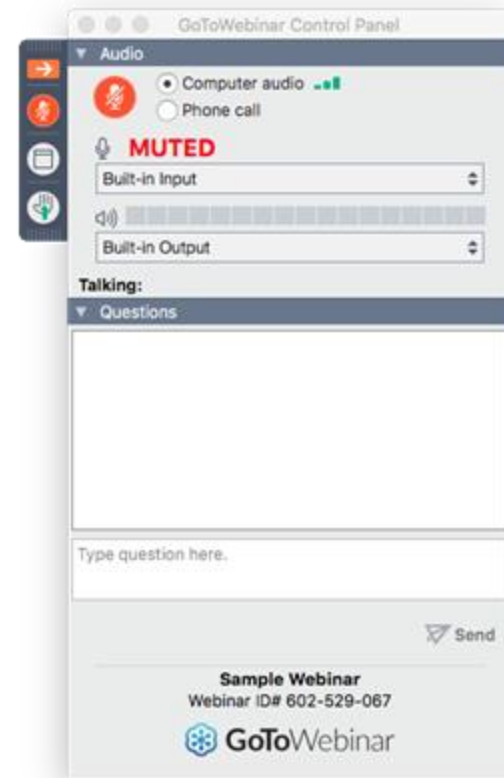 GoToWebinar Control Panel
Audio
Computer audio
Phone call
MUTED
Built-in Input
Built-in Output
Talking:
Questions
Type question here.
Send
Sample Webinar
Webinar ID# 602-529-067
GoToWebinar